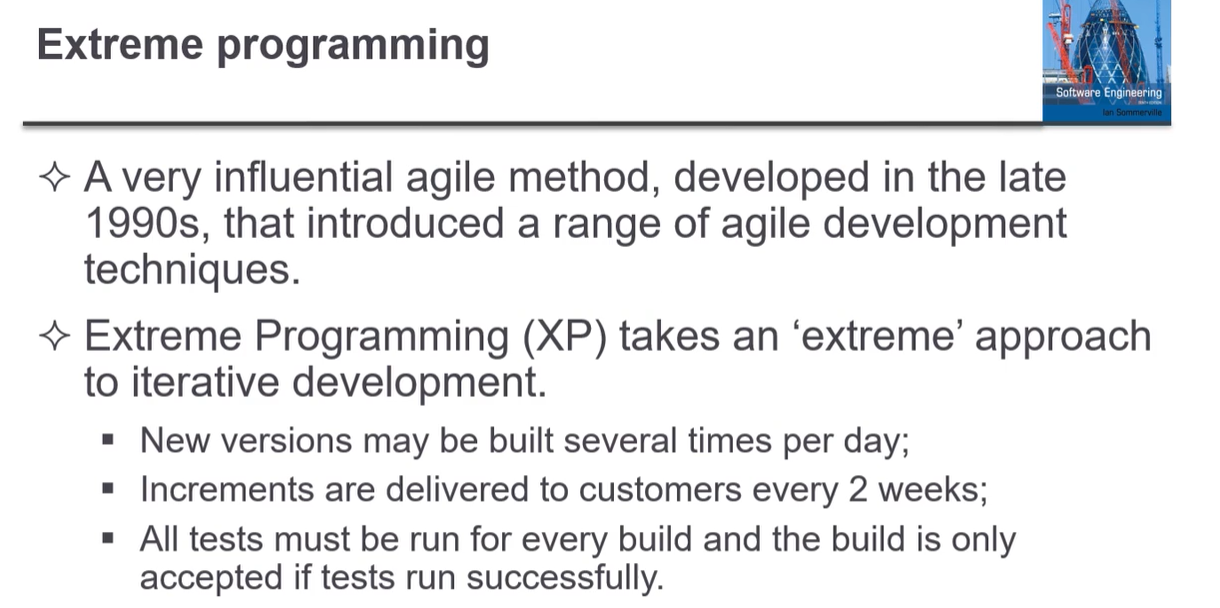 Extreme programming
Software Engineering
Ian Sommerville
✧ A very influential agile method, developed in the late
1990s, that introduced a range of agile development
techniques.
✧ Extreme Programming (XP) takes an ‘extreme’ approach
to iterative development.
▪ New versions may be built several times per day;
▪ Increments are delivered to customers every 2 weeks;
▪ All tests must be run for every build and the build is only
accepted if tests run successfully.